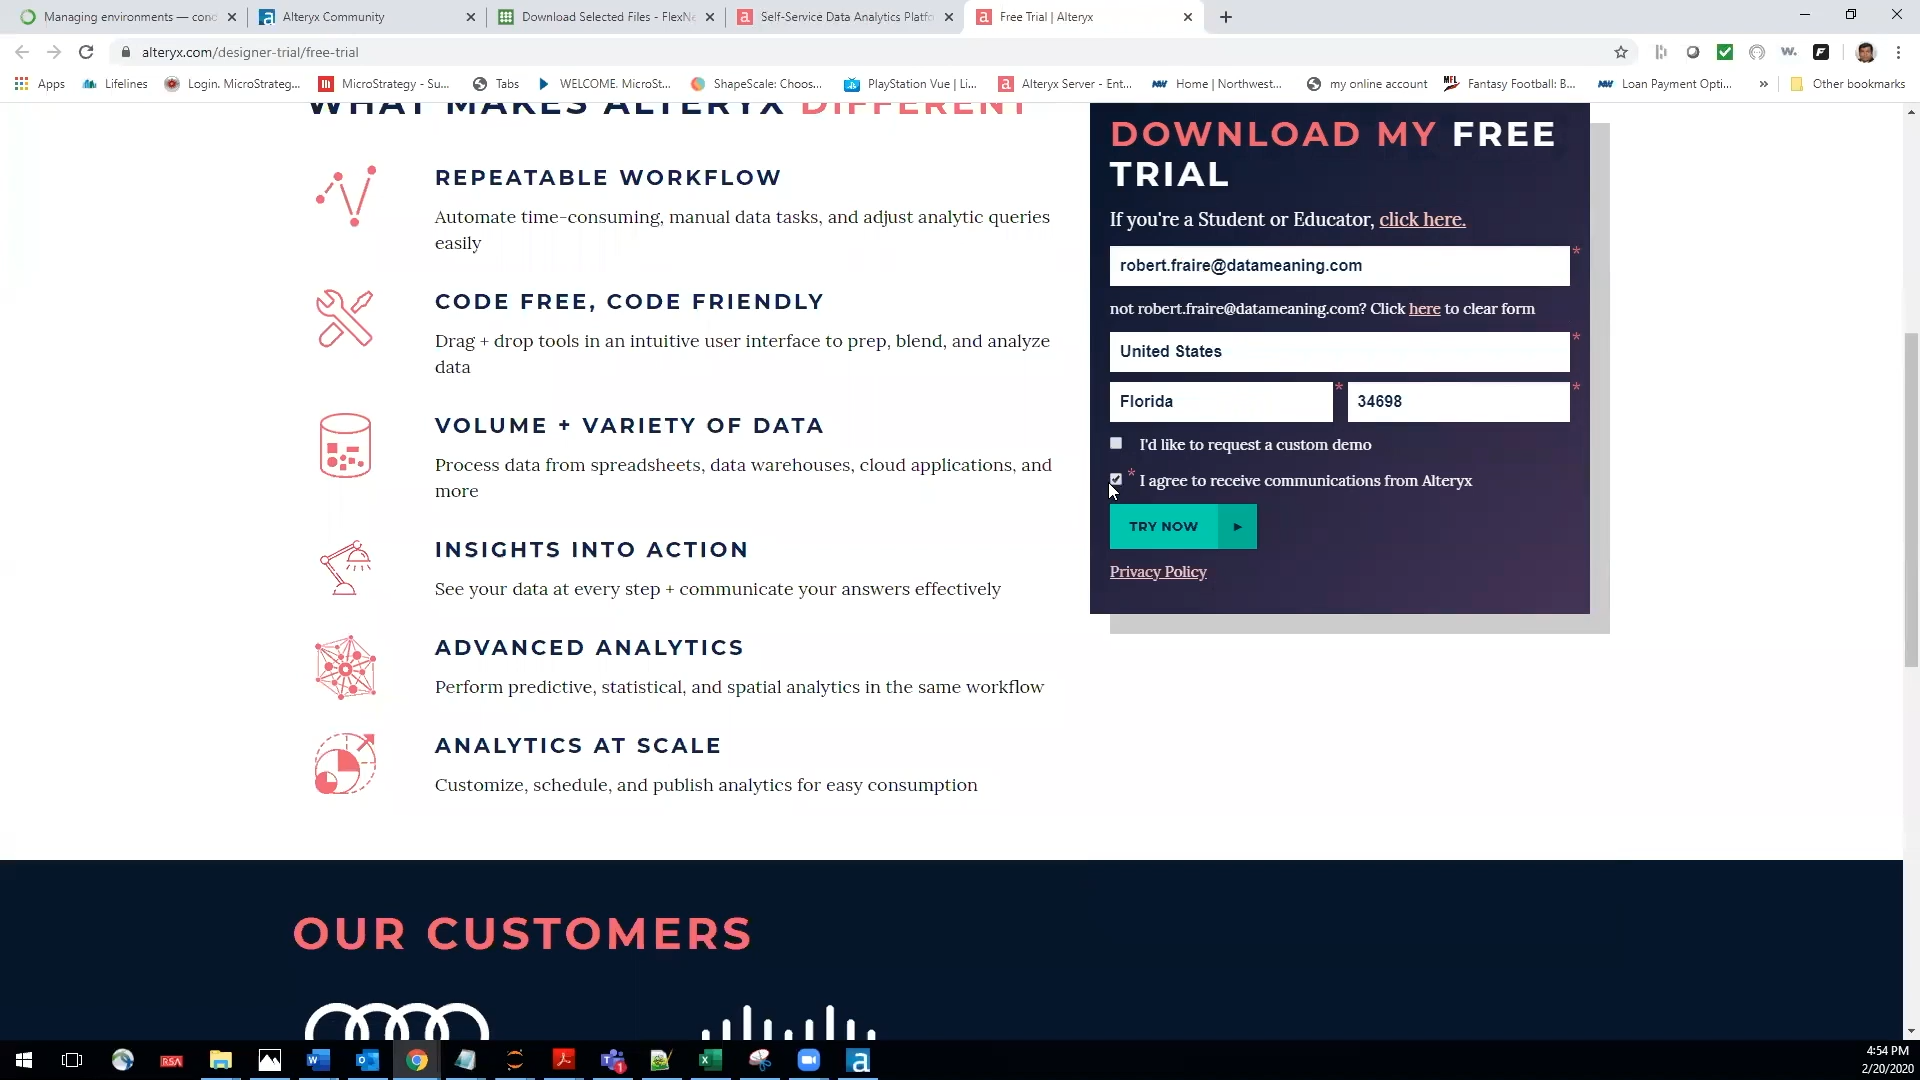 Managing environments — con
Alteryx Community
Download Selected Files - FlexNe
Self-Service Data Analytics Platfo
Free Trial | Alteryx
alteryx.com/designer-trial/free-trial
Apps
Lifelines
Login. MicroStrateg...
MicroStrategy - Su...
Tabs
WELCOME. MicroSt...
ShapeScale: Choos...
PlayStation Vue | Li...
Alteryx Server - Ent...
Home | Northwest...
my online account
Fantasy Football: B...
Loan Payment Opti...
»
Other bookmarks
WHAT MAKES ALTERYX DIFFERENT
REPEATABLE WORKFLOW
Automate time-consuming, manual data tasks, and adjust analytic queries
easily
CODE FREE, CODE FRIENDLY
Drag + drop tools in an intuitive user interface to prep, blend, and analyze
data
VOLUME + VARIETY OF DATA
Process data from spreadsheets, data warehouses, cloud applications, and
more
INSIGHTS INTO ACTION
See your data at every step + communicate your answers effectively
ADVANCED ANALYTICS
Perform predictive, statistical, and spatial analytics in the same workflow
ANALYTICS AT SCALE
Customize, schedule, and publish analytics for easy consumption
DOWNLOAD MY FREE
TRIAL
If you're a Student or Educator, click here.
robert.fraire@datameaning.com *
not robert.fraire@datameaning.com? Click here to clear form
United States *
Florida * 34698 *
I'd like to request a custom demo
* I agree to receive communications from Alteryx
TRY NOW
Privacy Policy
OUR CUSTOMERS
RSA
4:54 PM
2/20/2020